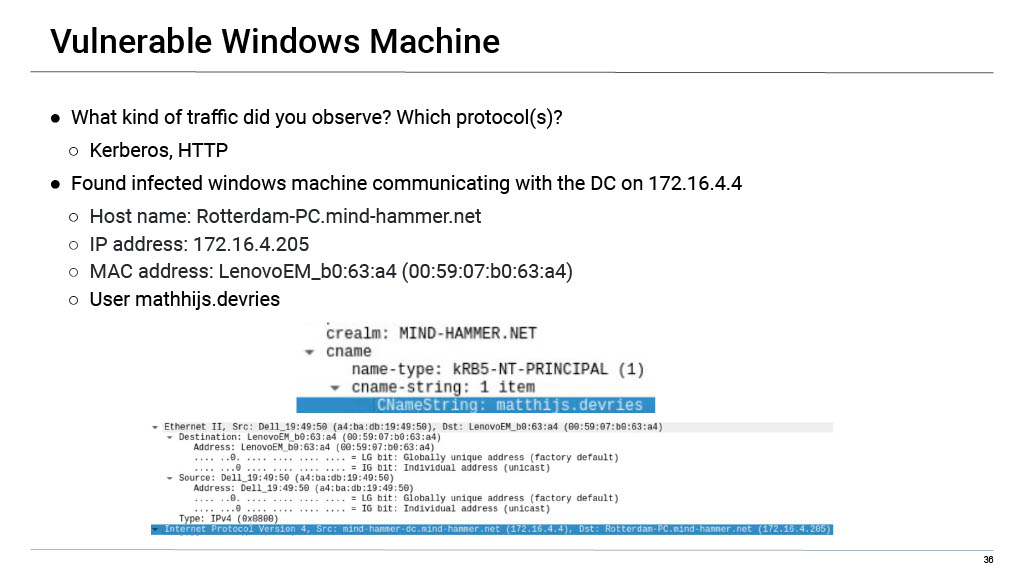 Vulnerable Windows Machine
● What kind of traffic did you observe? Which protocol(s)?
○ Kerberos, HTTP
● Found infected windows machine communicating with the DC on 172.16.4.4
○ Host name: Rotterdam-PC.mind-hammer.net
○ IP address: 172.16.4.205
○ MAC address: LenovoEM_b0:63:a4 (00:59:07:b0:63:a4)
○ User mathhijs.devries
crealm: MIND-HAMMER.NET
cname
name-type: kRB5-NT-PRINCIPAL (1)
cname-string: 1 item
CNameString: matthijs.devries
Ethernet II, Src: Dell_19:49:50 (a4:ba:db:19:49:50), Dst: LenovoEM_b0:63:a4 (00:59:07:b0:63:a4)
Destination: LenovoEM_b0:63:a4 (00:59:07:b0:63:a4)
Address: LenovoEM_b0:63:a4 (00:59:07:b0:63:a4)
.... ..0. .... .... .... .... = LG bit: Globally unique address (factory default)
.... ...0 .... .... .... .... = IG bit: Individual address (unicast)
Source: Dell_19:49:50 (a4:ba:db:19:49:50)
Address: Dell_19:49:50 (a4:ba:db:19:49:50)
.... ..0. .... .... .... .... = LG bit: Globally unique address (factory default)
.... ...0 .... .... .... .... = IG bit: Individual address (unicast)
Type: IPv4 (0x0800)
Internet Protocol Version 4, Src: mind-hammer-dc.mind-hammer.net (172.16.4.4), Dst: Rotterdam-PC.mind-hammer.net (172.16.4.205)
36